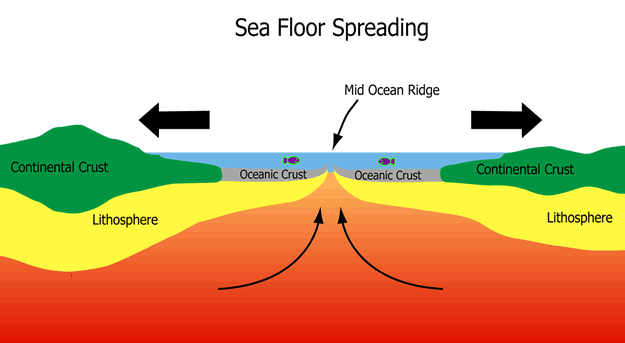 Sea Floor Spreading
Mid Ocean Ridge
Continental Crust
Oceanic Crust
Oceanic Crust
Continental Crust
Lithosphere
Lithosphere